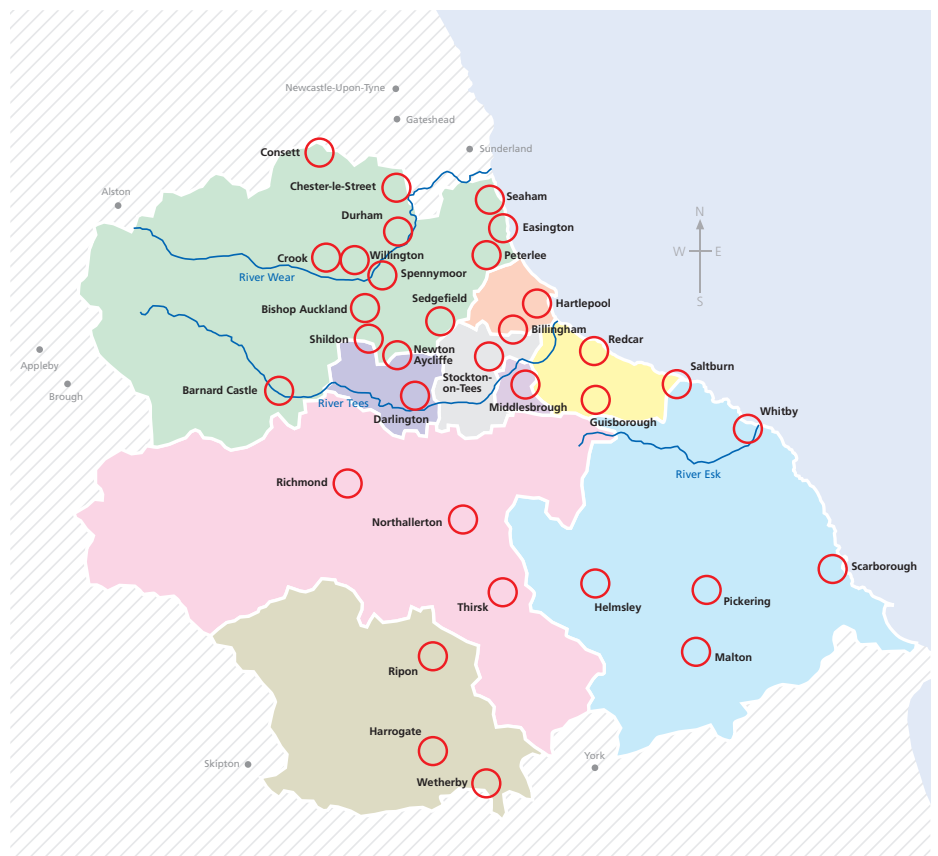 Newcastle-Upon-Tyne
Gateshead
Sunderland
Consett
Chester-le-Street
Alston
Seaham
Durham
N
Easington
W
E
Crook
Willington
Peterlee
Spennymoor
River Wear
S
Sedgefield
Hartlepool
Bishop Auckland
Billingham
Shildon
Redcar
Newton
Aycliffe
Appleby
Saltburn
Stockton-
on-Tees
Barnard Castle
Brough
River Tees
Middlesbrough
Whitby
Darlington
Guisborough
River Esk
Richmond
Northallerton
Scarborough
Thirsk
Helmsley
Pickering
Malton
Ripon
Harrogate
York
Skipton
Wetherby